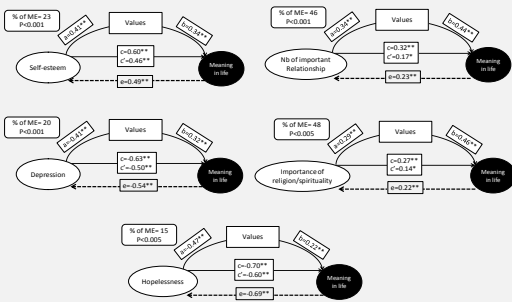 % of ME= 23
P<0.001
a=0.41**
Values
b=0.34**
c=0.60**
c'=0.46**
Self-esteem
Meaning
in life
e=0.49**
% of ME= 46
P<0.001
a=0.34**
Values
b=0.44**
c=0.32**
c'=0.17*
Nb of important
Relationship
Meaning
in life
e=0.23**
% of ME= 20
P<0.001
a=-0.41**
Values
b=0.32**
c=-0.63**
c'=-0.50**
Depression
Meaning
in life
e=-0.54**
% of ME= 48
P<0.005
a=0.29**
Values
b=0.46**
c=0.27**
c'=0.14*
Importance of
religion/spirituality
Meaning
in life
e=0.22**
% of ME= 15
P<0.005
a=-0.47**
Values
b=0.22**
c=-0.70**
c'=-0.60**
Hopelessness
Meaning
in life
e=-0.69**